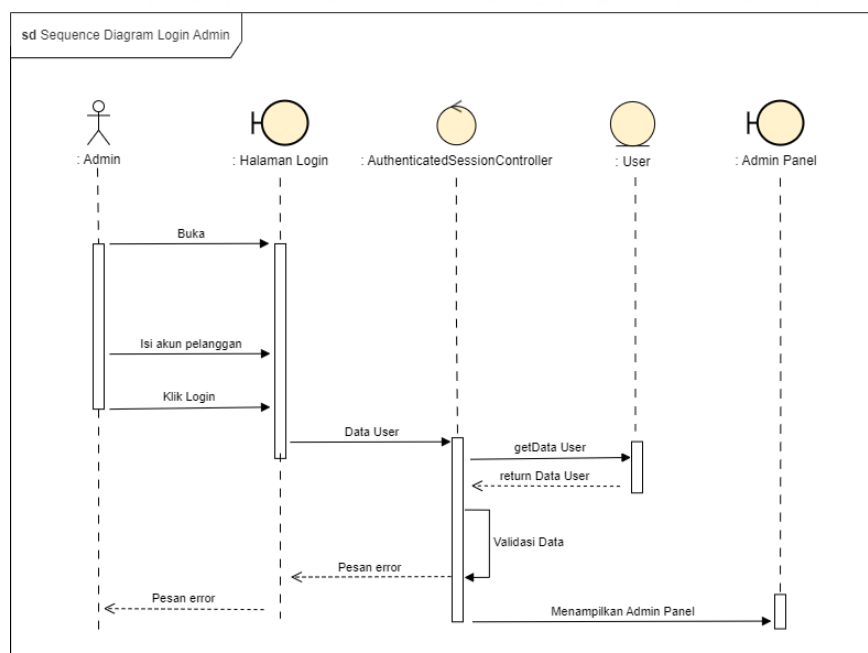 sd Sequence Diagram Login Admin
: Admin
: Halaman Login
: AuthenticatedSessionController
: User
: Admin Panel
Buka
Isi akun pelanggan
Klik Login
Data User
getData User
return Data User
Validasi Data
Pesan error
Pesan error
Menampilkan Admin Panel